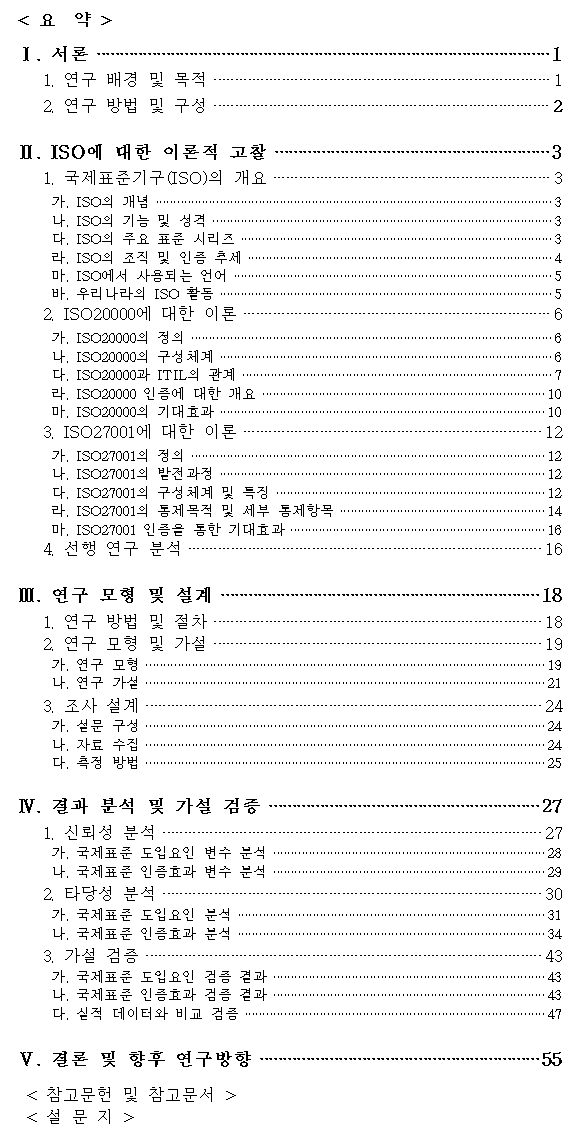 < 요 약 >
Ⅰ. 서론 ······ 1
1. 연구 배경 및 목적 ······ 1
2. 연구 방법 및 구성 ······ 2
Ⅱ. ISO에 대한 이론적 고찰 ······ 3
1. 국제표준기구(ISO)의 개요 ······ 3
가. ISO의 개념 ······ 3
나. ISO의 기능 및 성격 ······ 3
다. ISO의 주요 표준 시리즈 ······ 3
라. ISO의 조직 및 인증 추세 ······ 4
마. ISO에서 사용되는 언어 ······ 5
바. 우리나라의 ISO 활동 ······ 5
2. ISO20000에 대한 이론 ······ 6
가. ISO20000의 정의 ······ 6
나. ISO20000의 구성체계 ······ 6
다. ISO20000과 ITIL의 관계 ······ 7
라. ISO20000 인증에 대한 개요 ······ 10
마. ISO20000의 기대효과 ······ 10
3. ISO27001에 대한 이론 ······ 12
가. ISO27001의 정의 ······ 12
나. ISO27001의 발전과정 ······ 12
다. ISO27001의 구성체계 및 특징 ······ 12
라. ISO27001의 통제목적 및 세부 통제항목 ······ 14
마. ISO27001 인증을 통한 기대효과 ······ 16
4. 선행 연구 분석 ······ 16
Ⅲ. 연구 모형 및 설계 ······ 18
1. 연구 방법 및 절차 ······ 18
2. 연구 모형 및 가설 ······ 19
가. 연구 모형 ······ 19
나. 연구 가설 ······ 21
3. 조사 설계 ······ 24
가. 설문 구성 ······ 24
나. 자료 수집 ······ 24
다. 측정 방법 ······ 25
Ⅳ. 결과 분석 및 가설 검증 ······ 27
1. 신뢰성 분석 ······ 27
가. 국제표준 도입요인 변수 분석 ······ 28
나. 국제표준 인증효과 변수 분석 ······ 29
2. 타당성 분석 ······ 30
가. 국제표준 도입요인 분석 ······ 31
나. 국제표준 인증효과 분석 ······ 34
3. 가설 검증 ······ 43
가. 국제표준 도입요인 검증 결과 ······ 43
나. 국제표준 인증효과 검증 결과 ······ 43
다. 실적 데이터와 비교 검증 ······ 47
Ⅴ. 결론 및 향후 연구방향 ······ 55
< 참고문헌 및 참고문서 >
< 설 문 지 >